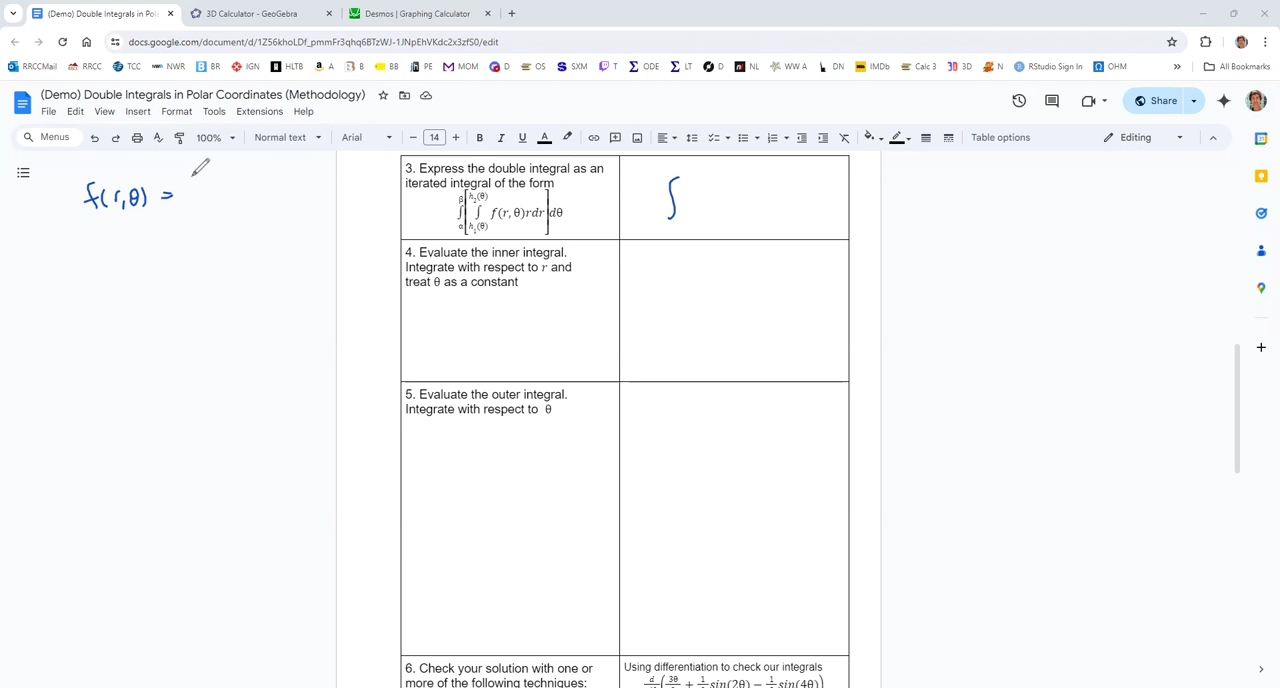 (Demo) Double Integrals in Pola
3D Calculator - GeoGebra
Desmos | Graphing Calculator
docs.google.com/document/d/1Z56khoLDf_pmmFr3qhq6BTzWJ-1JNpEhVKdc2x3zfS0/edit
RRCCMail RRCC TCC NWR BR IGN HLTB A B BB PE MOM D OS SXM T ODE LT D NL WW A DN IMDb Calc 3 3D N RStudio Sign In OHM » All Bookmarks
(Demo) Double Integrals in Polar Coordinates (Methodology)
Share
File Edit View Insert Format Tools Extensions Help
Menus 100% Normal text Arial − 14 + B I U A Table options Editing
f(r,θ) =
3. Express the double integral as an
iterated integral of the form
∫_α^β [∫_{h₁(θ)}^{h₂(θ)} f(r, θ)rdr] dθ
∫
4. Evaluate the inner integral.
Integrate with respect to r and
treat θ as a constant
5. Evaluate the outer integral.
Integrate with respect to θ
6. Check your solution with one or
more of the following techniques:
Using differentiation to check our integrals